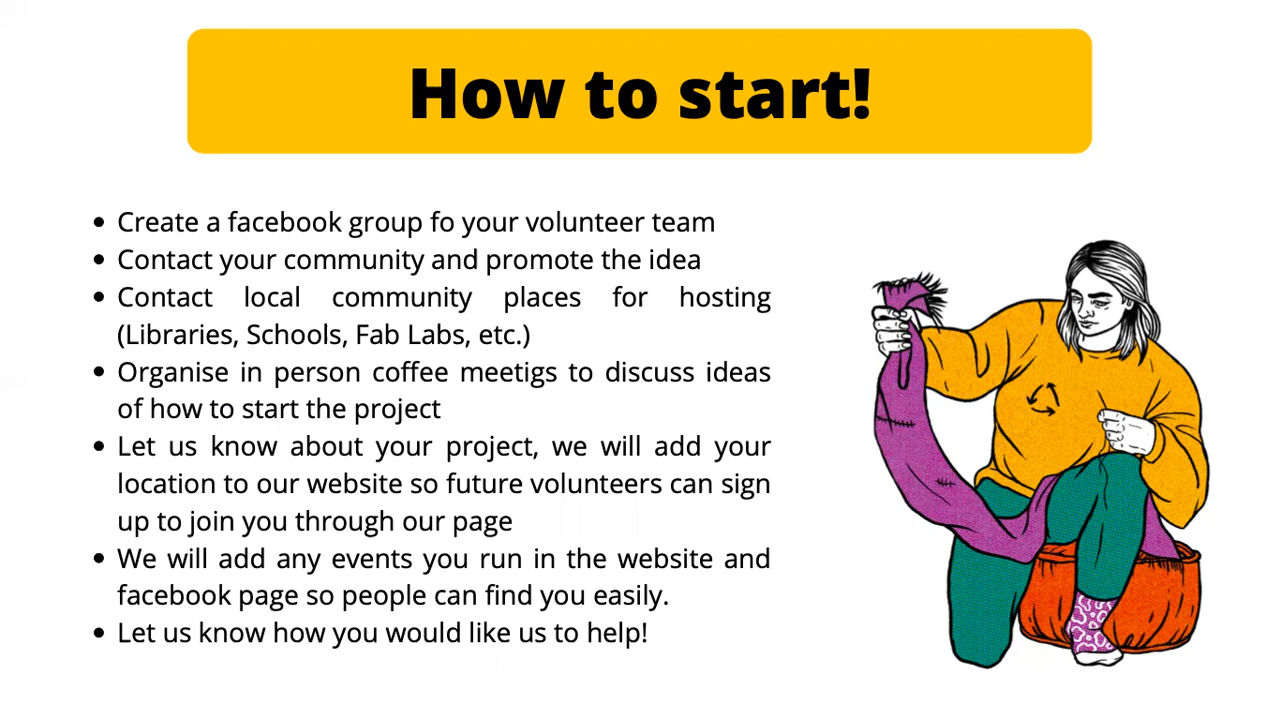 How to start!
• Create a facebook group fo your volunteer team
• Contact your community and promote the idea
• Contact local community places for hosting
(Libraries, Schools, Fab Labs, etc.)
• Organise in person coffee meetigs to discuss ideas
of how to start the project
• Let us know about your project, we will add your
location to our website so future volunteers can sign
up to join you through our page
• We will add any events you run in the website and
facebook page so people can find you easily.
• Let us know how you would like us to help!